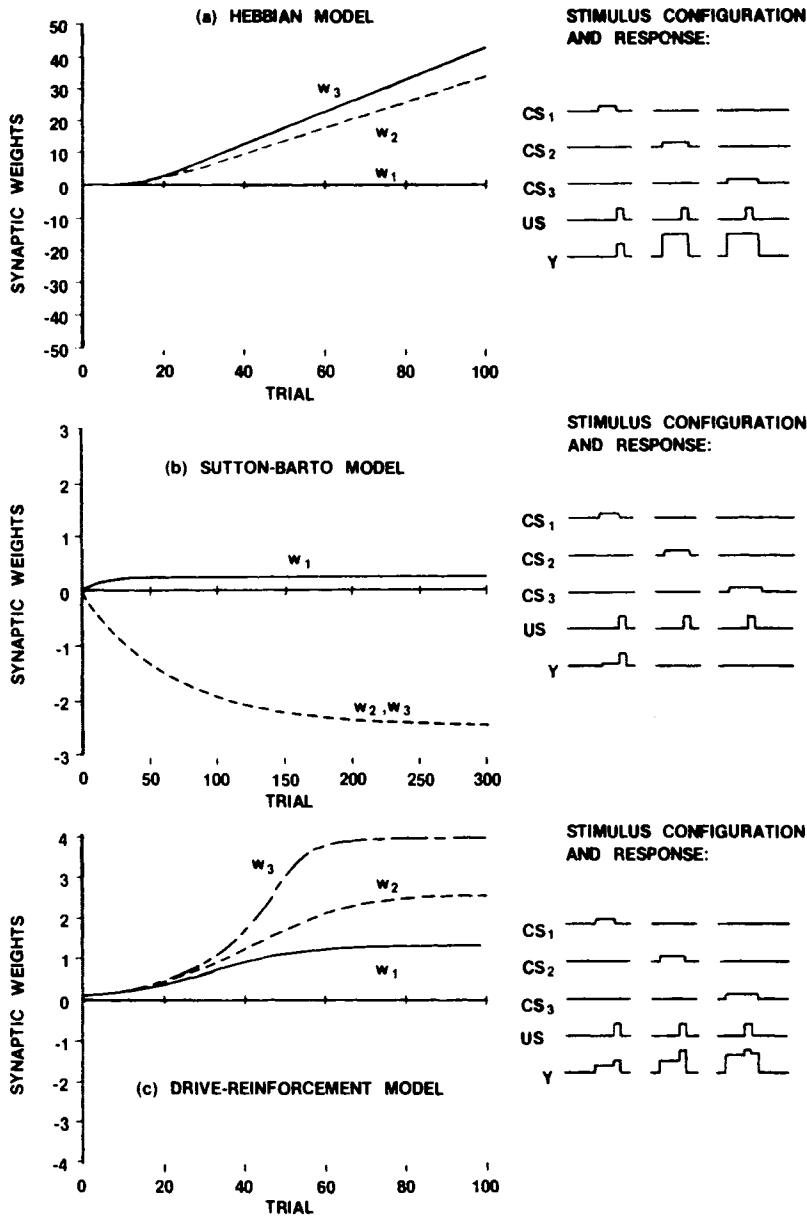 (a) HEBBIAN MODEL
SYNAPTIC WEIGHTS
50
40
30
20
10
0
-10
-20
-30
-40
-50
W3
W2
W1
0 20 40 60 80 100
TRIAL
STIMULUS CONFIGURATION
AND RESPONSE:
CS1
CS2
CS3
US
Y
(b) SUTTON-BARTO MODEL
SYNAPTIC WEIGHTS
3
2
1
0
-1
-2
-3
W1
W2 ,W3
0 50 100 150 200 250 300
TRIAL
STIMULUS CONFIGURATION
AND RESPONSE:
CS1
CS2
CS3
US
Y
SYNAPTIC WEIGHTS
4
3
2
1
0
-1
-2
-3
-4
W3
W2
W1
(c) DRIVE-REINFORCEMENT MODEL
0 20 40 60 80 100
TRIAL
STIMULUS CONFIGURATION
AND RESPONSE:
CS1
CS2
CS3
US
Y